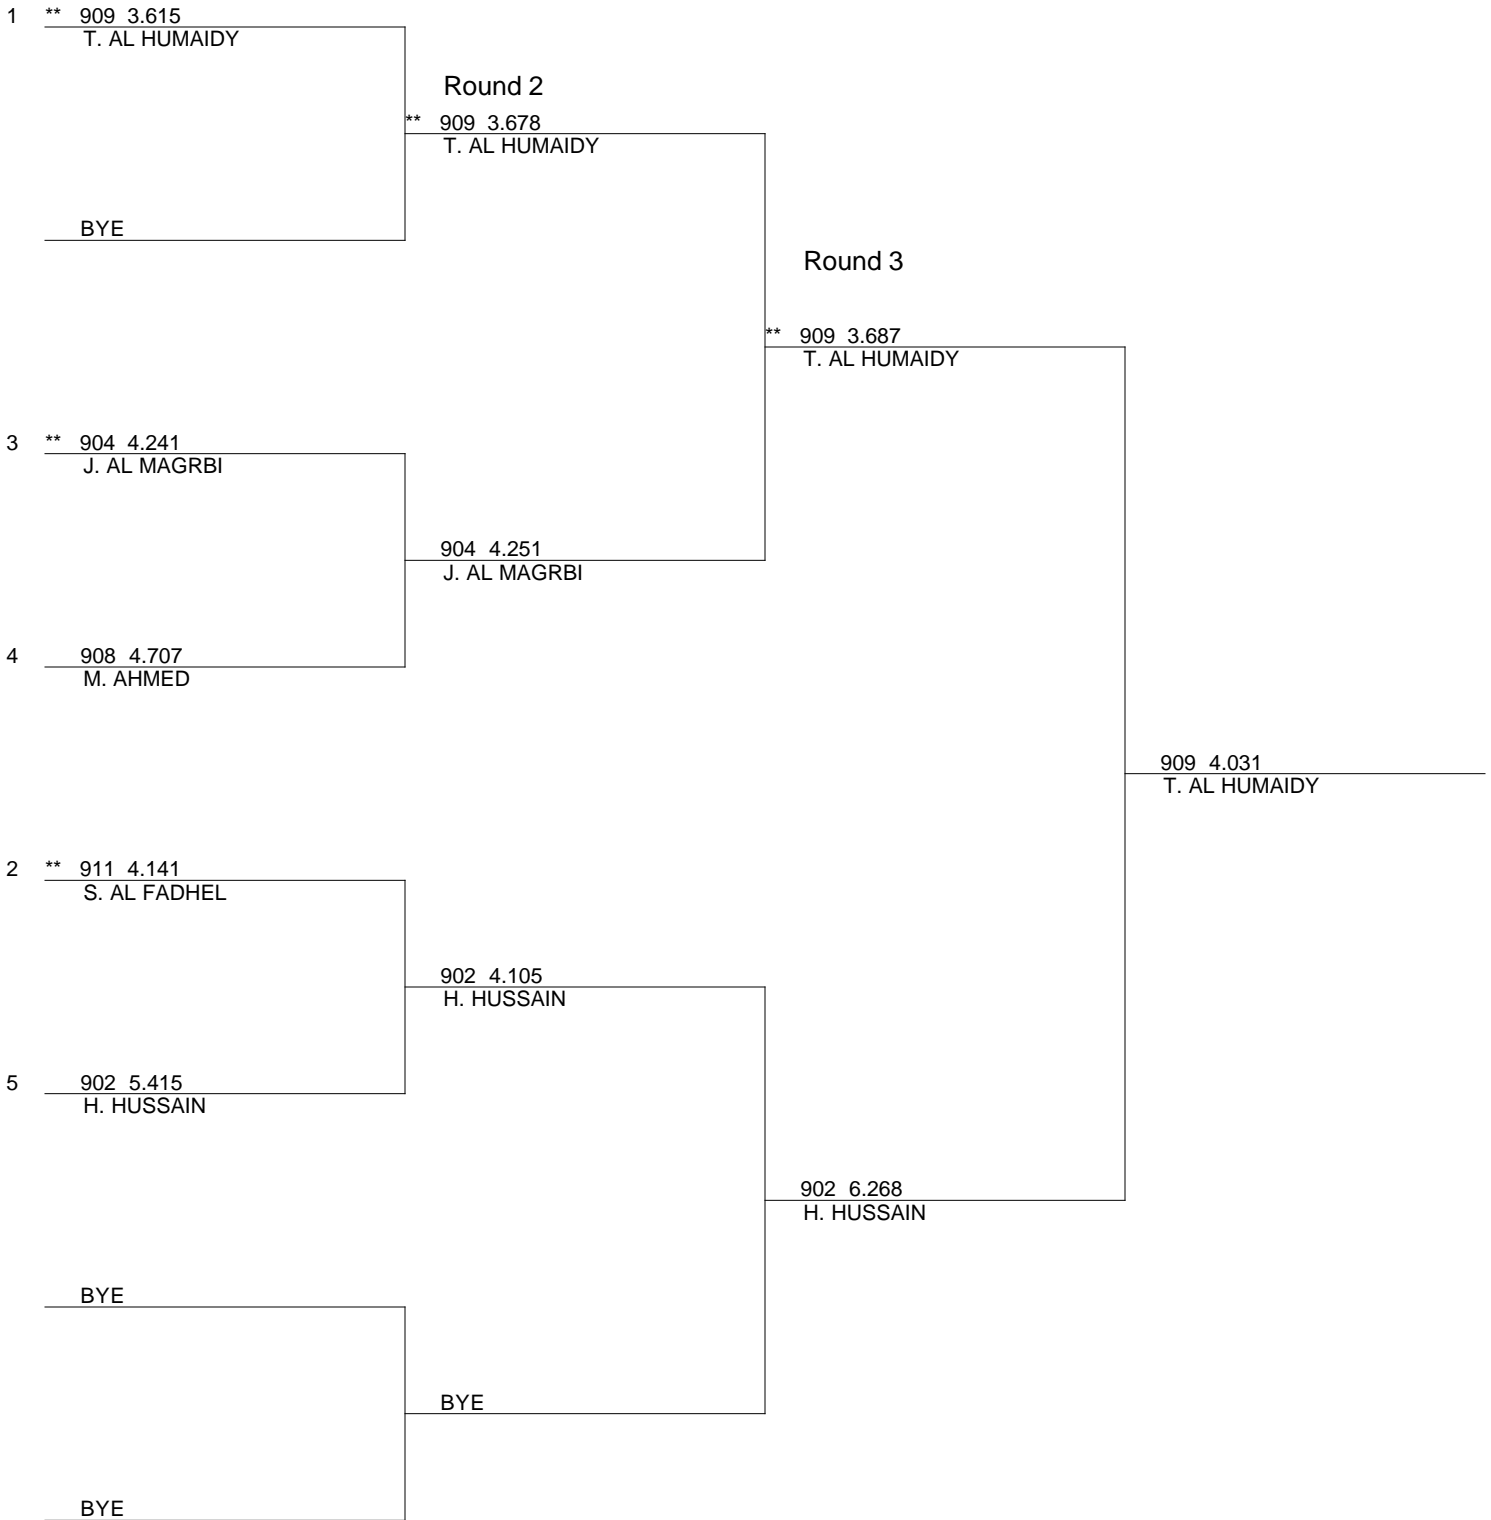 1 ** 909 3.615
T. AL HUMAIDY
Round 2
** 909 3.678
T. AL HUMAIDY
BYE
Round 3
** 909 3.687
T. AL HUMAIDY
3 ** 904 4.241
J. AL MAGRBI
904 4.251
J. AL MAGRBI
4 908 4.707
M. AHMED
909 4.031
T. AL HUMAIDY
2 ** 911 4.141
S. AL FADHEL
902 4.105
H. HUSSAIN
5 902 5.415
H. HUSSAIN
902 6.268
H. HUSSAIN
BYE
BYE
BYE